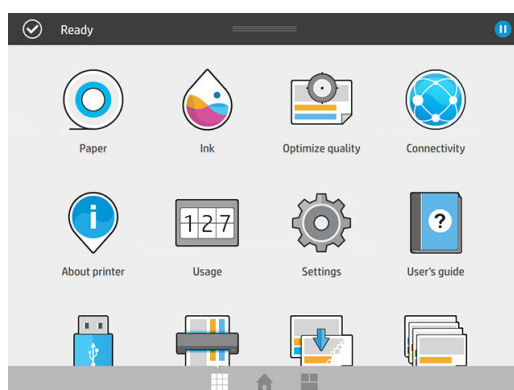 Ready
Paper
Ink
Optimize quality
Connectivity
i
127
?
About printer
Usage
Settings
User's guide